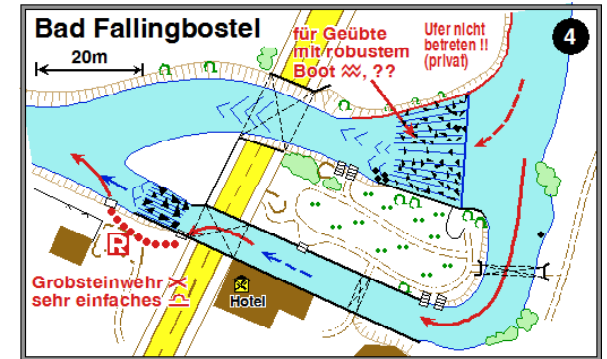 Bad Fallingbostel
20m
für Geübte
mit robustem
Boot , ??
Ufer nicht
betreten !!
(privat)
4
R
Grobsteinwehr
sehr einfaches
Hotel